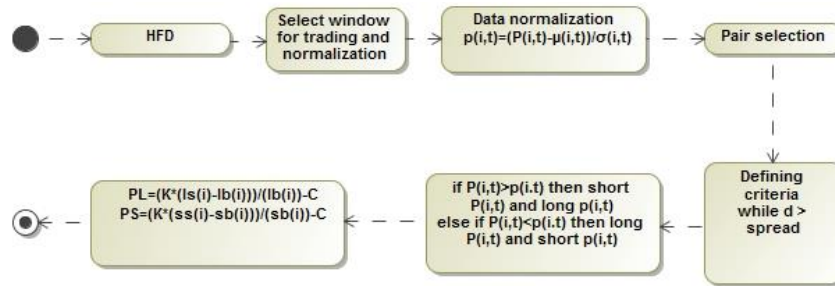 HFD
Select window
for trading and
normalization
Data normalization
p(i,t)=(P(i,t)-μ(i,t))/σ(i,t)
Pair selection
Defining
criteria
while d >
spread
if P(i,t)>p(i.t) then short
P(i,t) and long p(i,t)
else if P(i,t)<p(i.t) then long
P(i,t) and short p(i,t)
PL=(K*(ls(i)-lb(i)))/(lb(i))-C
PS=(K*(ss(i)-sb(i)))/(sb(i))-C